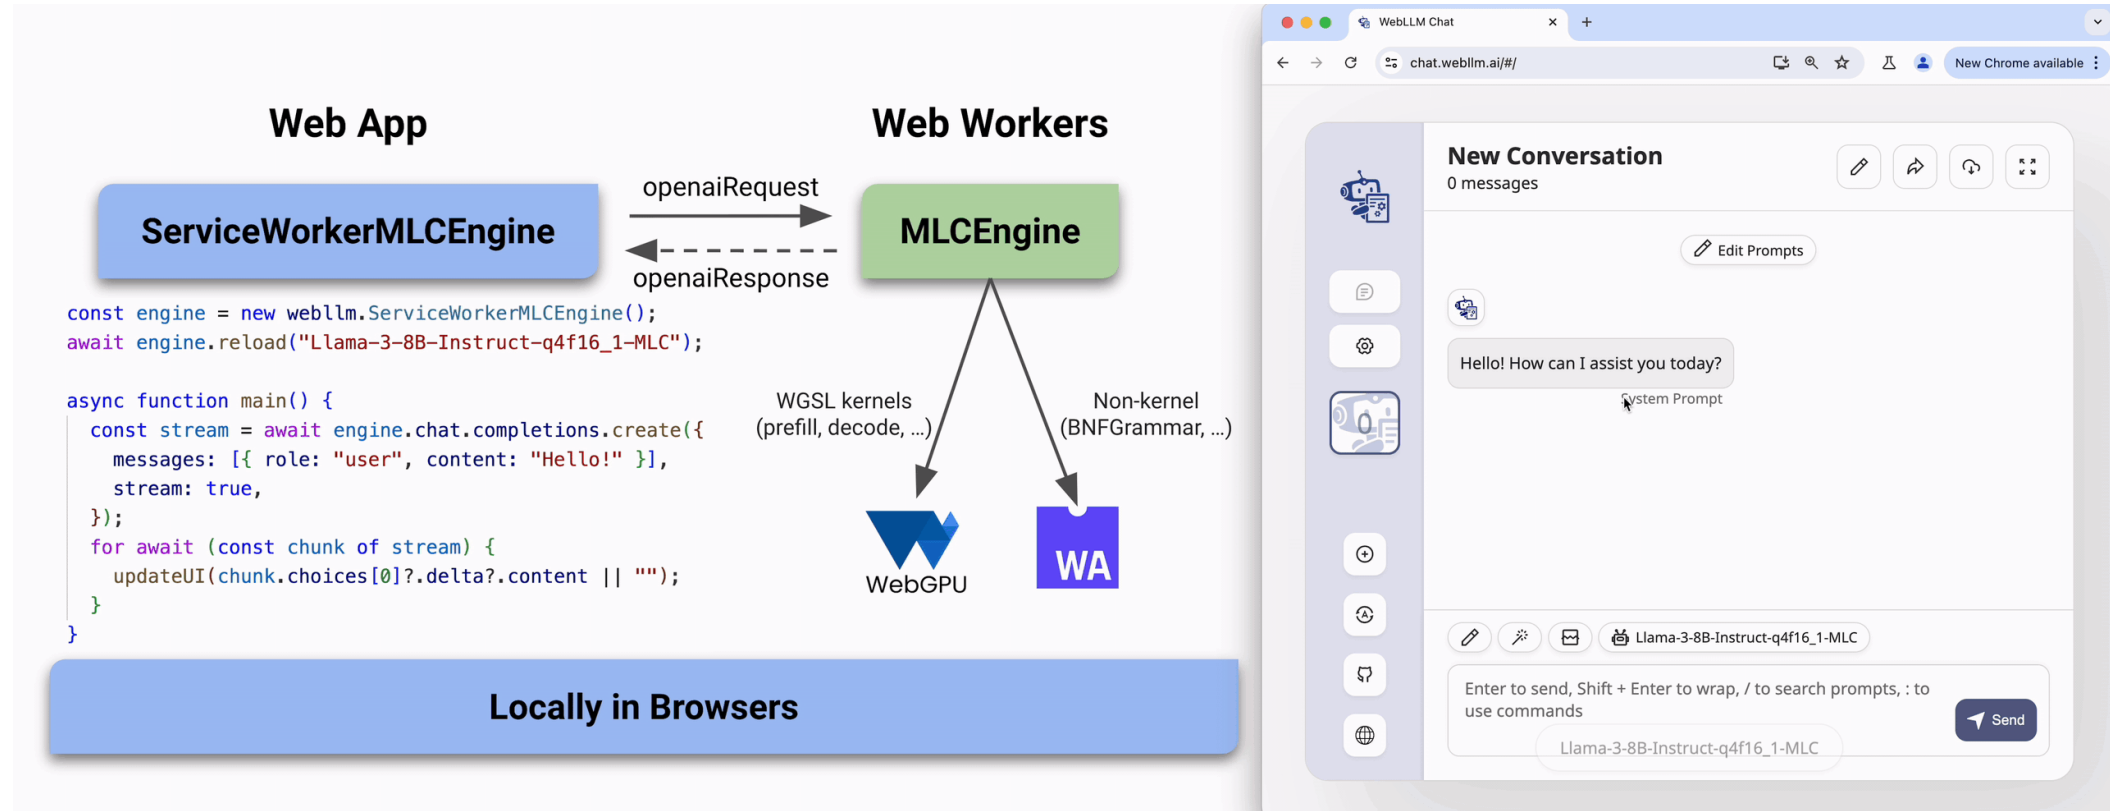 Web App
Web Workers
ServiceWorkerMLCEngine
openaiRequest
openaiResponse
MLCEngine
const engine = new webllm.ServiceWorkerMLCEngine();
await engine.reload("Llama-3-8B-Instruct-q4f16_1-MLC");
async function main() {
const stream = await engine.chat.completions.create({
messages: [{ role: "user", content: "Hello!" }],
stream: true,
});
for await (const chunk of stream) {
updateUI(chunk.choices[0]?.delta?.content || "");
}
}
WGSL kernels
(prefill, decode, ...)
Non-kernel
(BNFGrammar, ...)
WebGPU
WA
Locally in Browsers
WebLLM Chat
chat.webllm.ai/#/
New Chrome available
New Conversation
0 messages
Edit Prompts
Hello! How can I assist you today?
System Prompt
0
Llama-3-8B-Instruct-q4f16_1-MLC
Enter to send, Shift + Enter to wrap, / to search prompts, : to
use commands
Send
Llama-3-8B-Instruct-q4f16_1-MLC